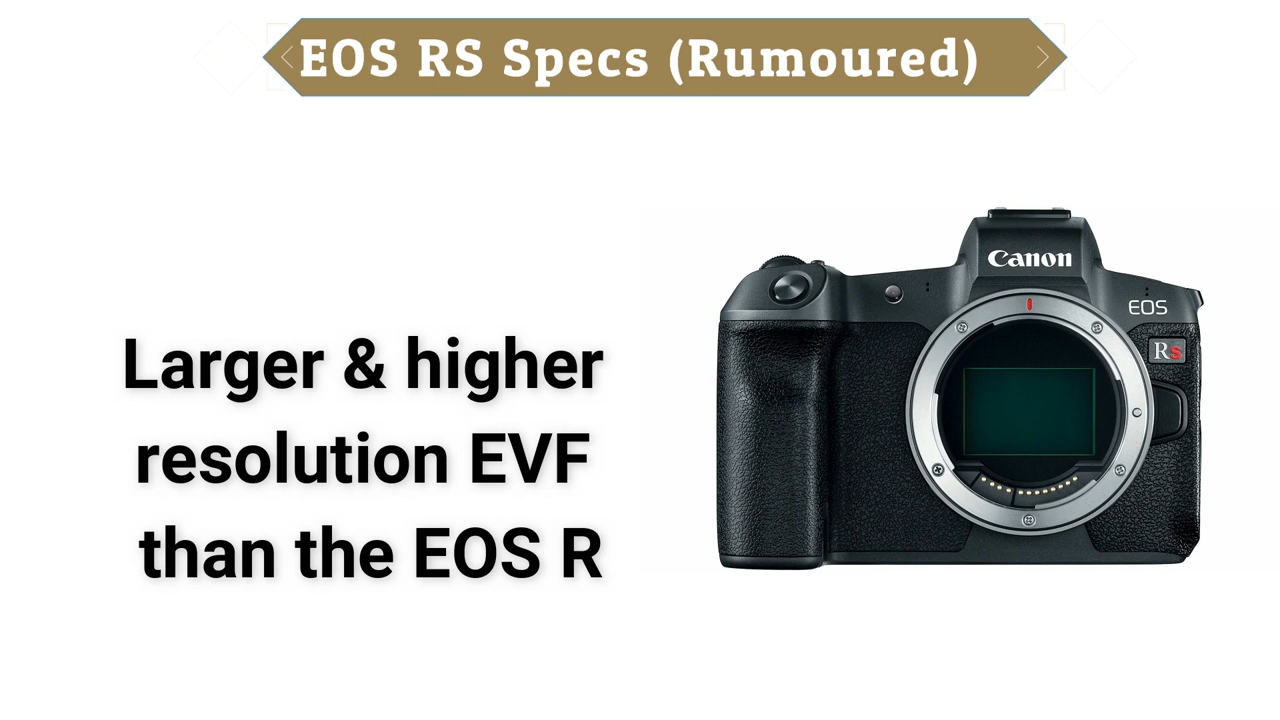 EOS RS Specs (Rumoured)
Larger & higher
resolution EVF
than the EOS R
Canon
EOS
Rs